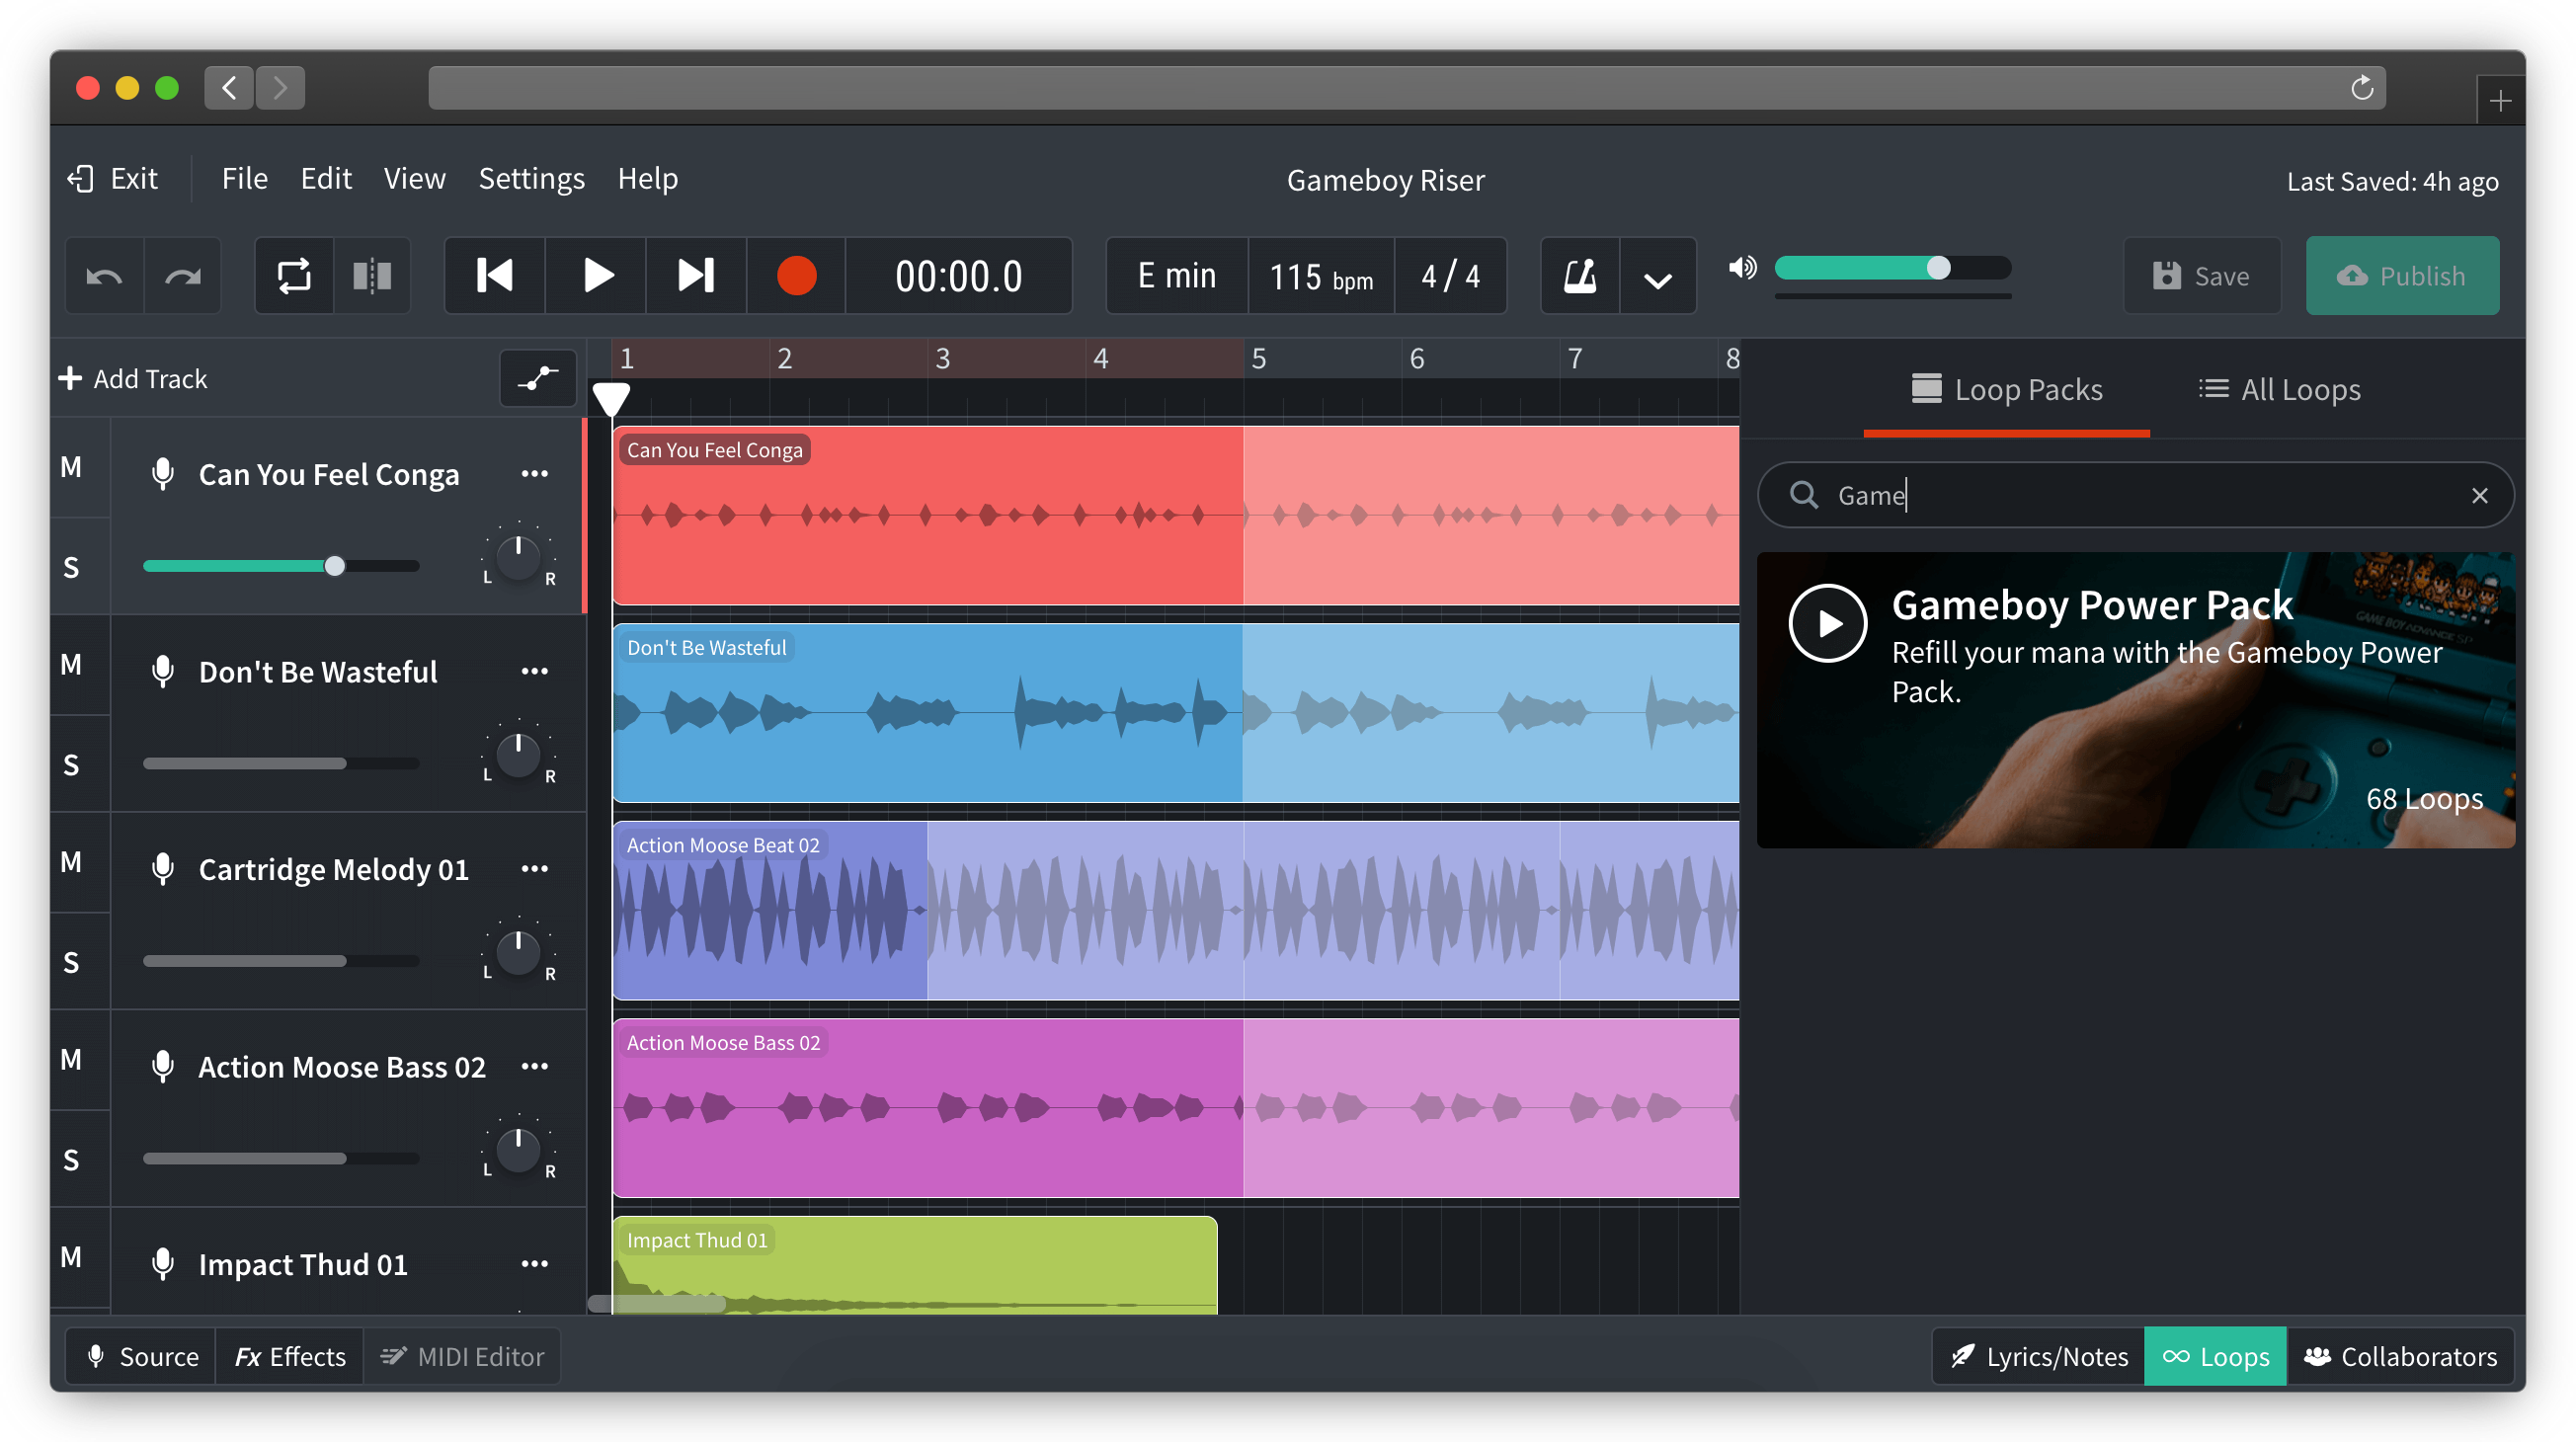 Exit File Edit View Settings Help
Gameboy Riser
Last Saved: 4h ago
00:00.0
E min
115 bpm
4 / 4
Save
Publish
Add Track
1 2 3 4 5 6 7 8
M
Can You Feel Conga
S
L R
M
Don't Be Wasteful
S
L R
M
Cartridge Melody 01
S
L R
M
Action Moose Bass 02
S
L R
M
Impact Thud 01
Can You Feel Conga
Don't Be Wasteful
Action Moose Beat 02
Action Moose Bass 02
Impact Thud 01
Loop Packs
All Loops
Game
Gameboy Power Pack
Refill your mana with the Gameboy Power
Pack.
GAME BOY ADVANCE SP
68 Loops
Source
Fx Effects
MIDI Editor
Lyrics/Notes
Loops
Collaborators